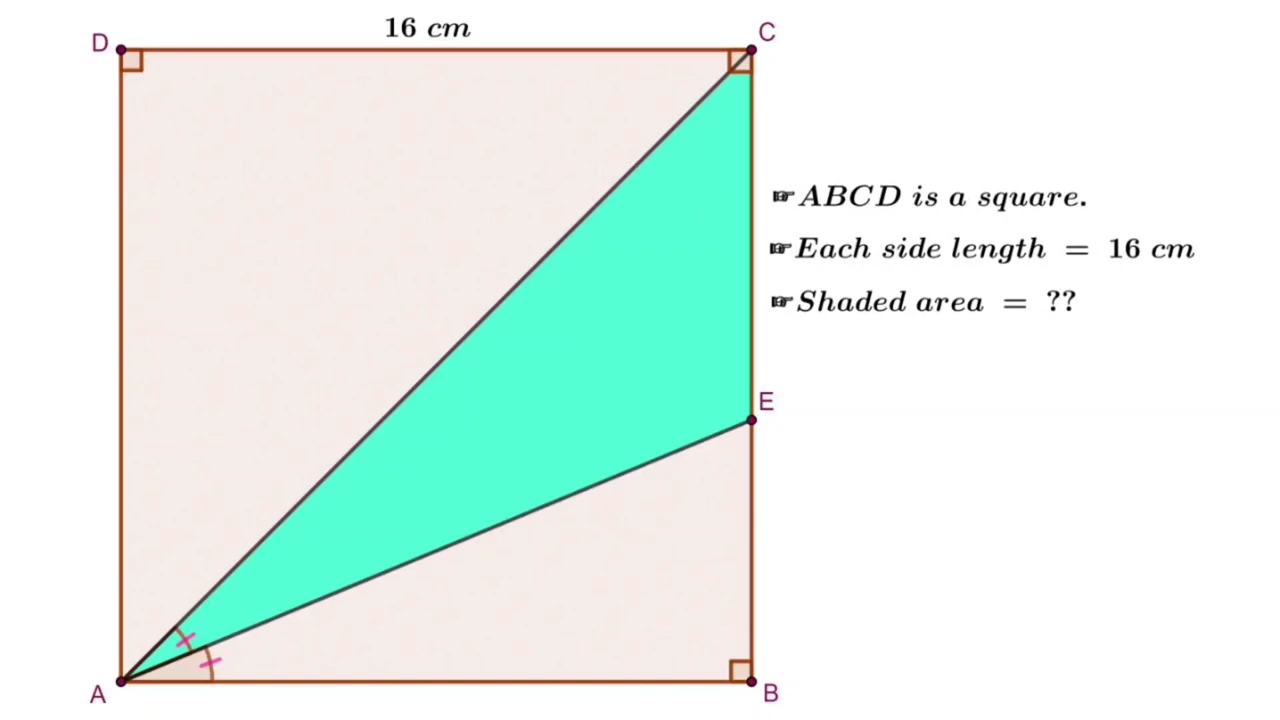 16 cm
D
C
☞ABCD is a square.
☞Each side length = 16 cm
☞Shaded area = ??
E
A
B